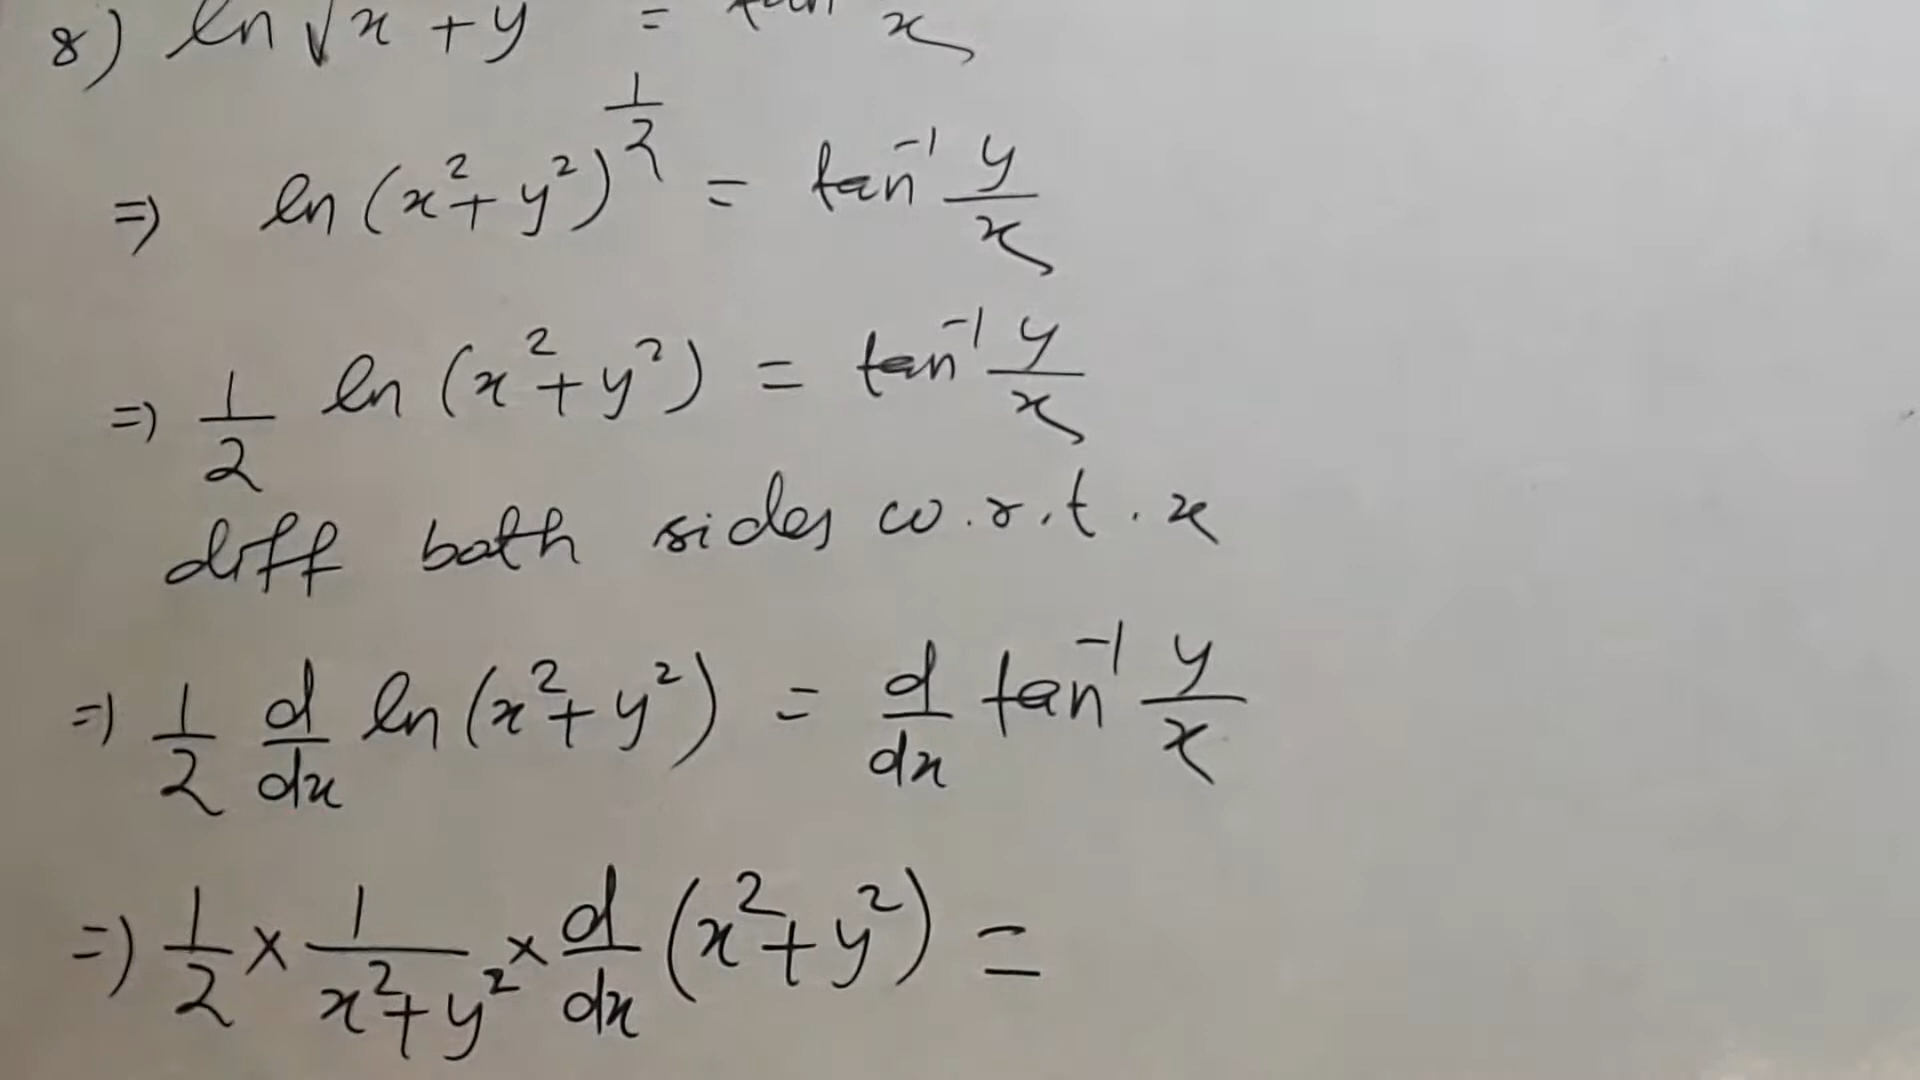 8) ln √x + y = tan x
⇒ ln (x² + y²)^(1/2) = tan⁻¹ y/x
⇒ 1/2 ln (x² + y²) = tan⁻¹ y/x
diff both sides w.r.t. x
⇒ 1/2 d/dx ln (x² + y²) = d/dx tan⁻¹ y/x
⇒ 1/2 × 1/(x² + y²) × d/dx (x² + y²) =